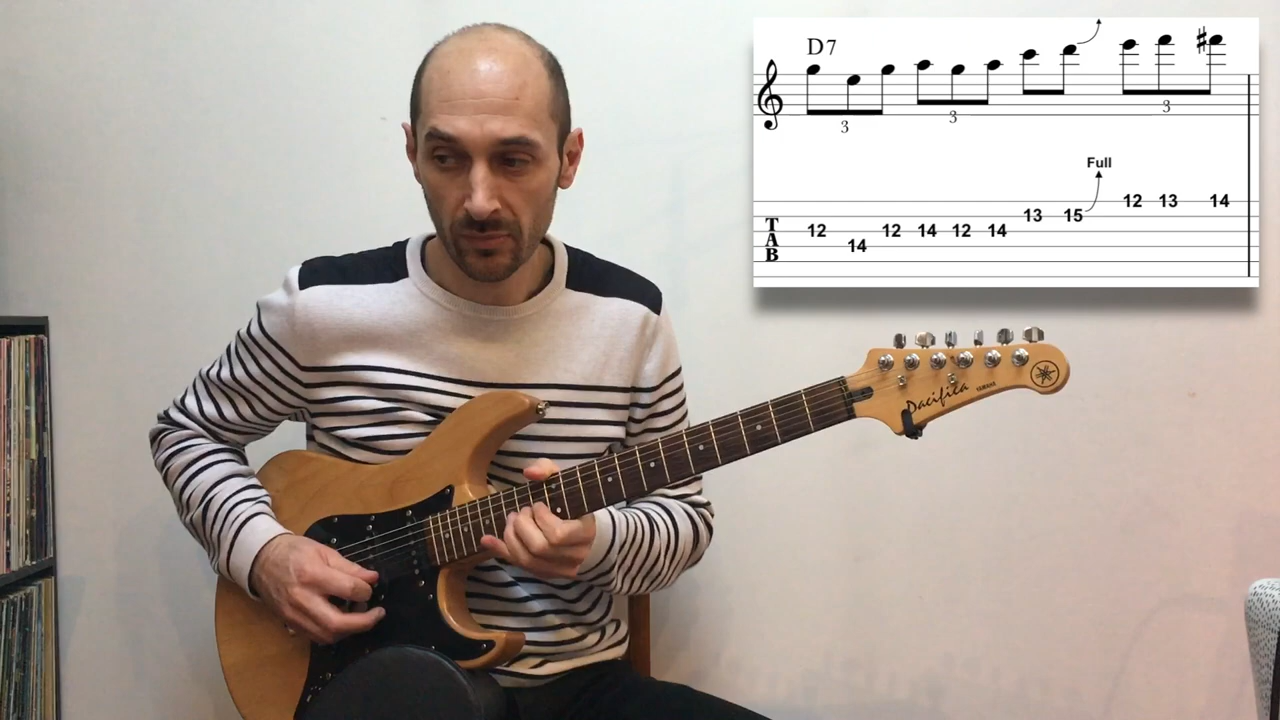 D7
3 3 3
Full
12 13 14
13 15
T 12 12 14 12 14
A 14
B
Pacifica YAMAHA